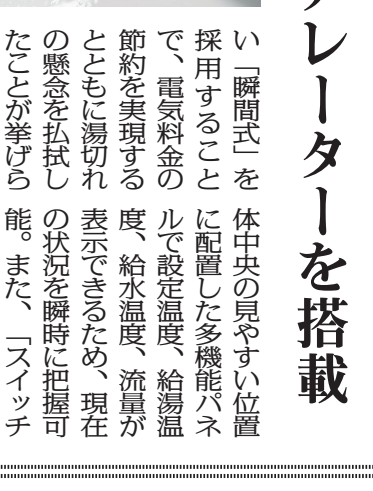 レーターを搭載
い「瞬間式」を
採用すること
で、電気料金の
節約を実現する
とともに湯切れ
の懸念を払拭し
たことが挙げら
体中央の見やすい位置
に配置した多機能パネ
ルで設定温度、給湯温
度、給水温度、流量が
表示できるため、現在
の状況を瞬時に把握可
能。また、「スイッチ